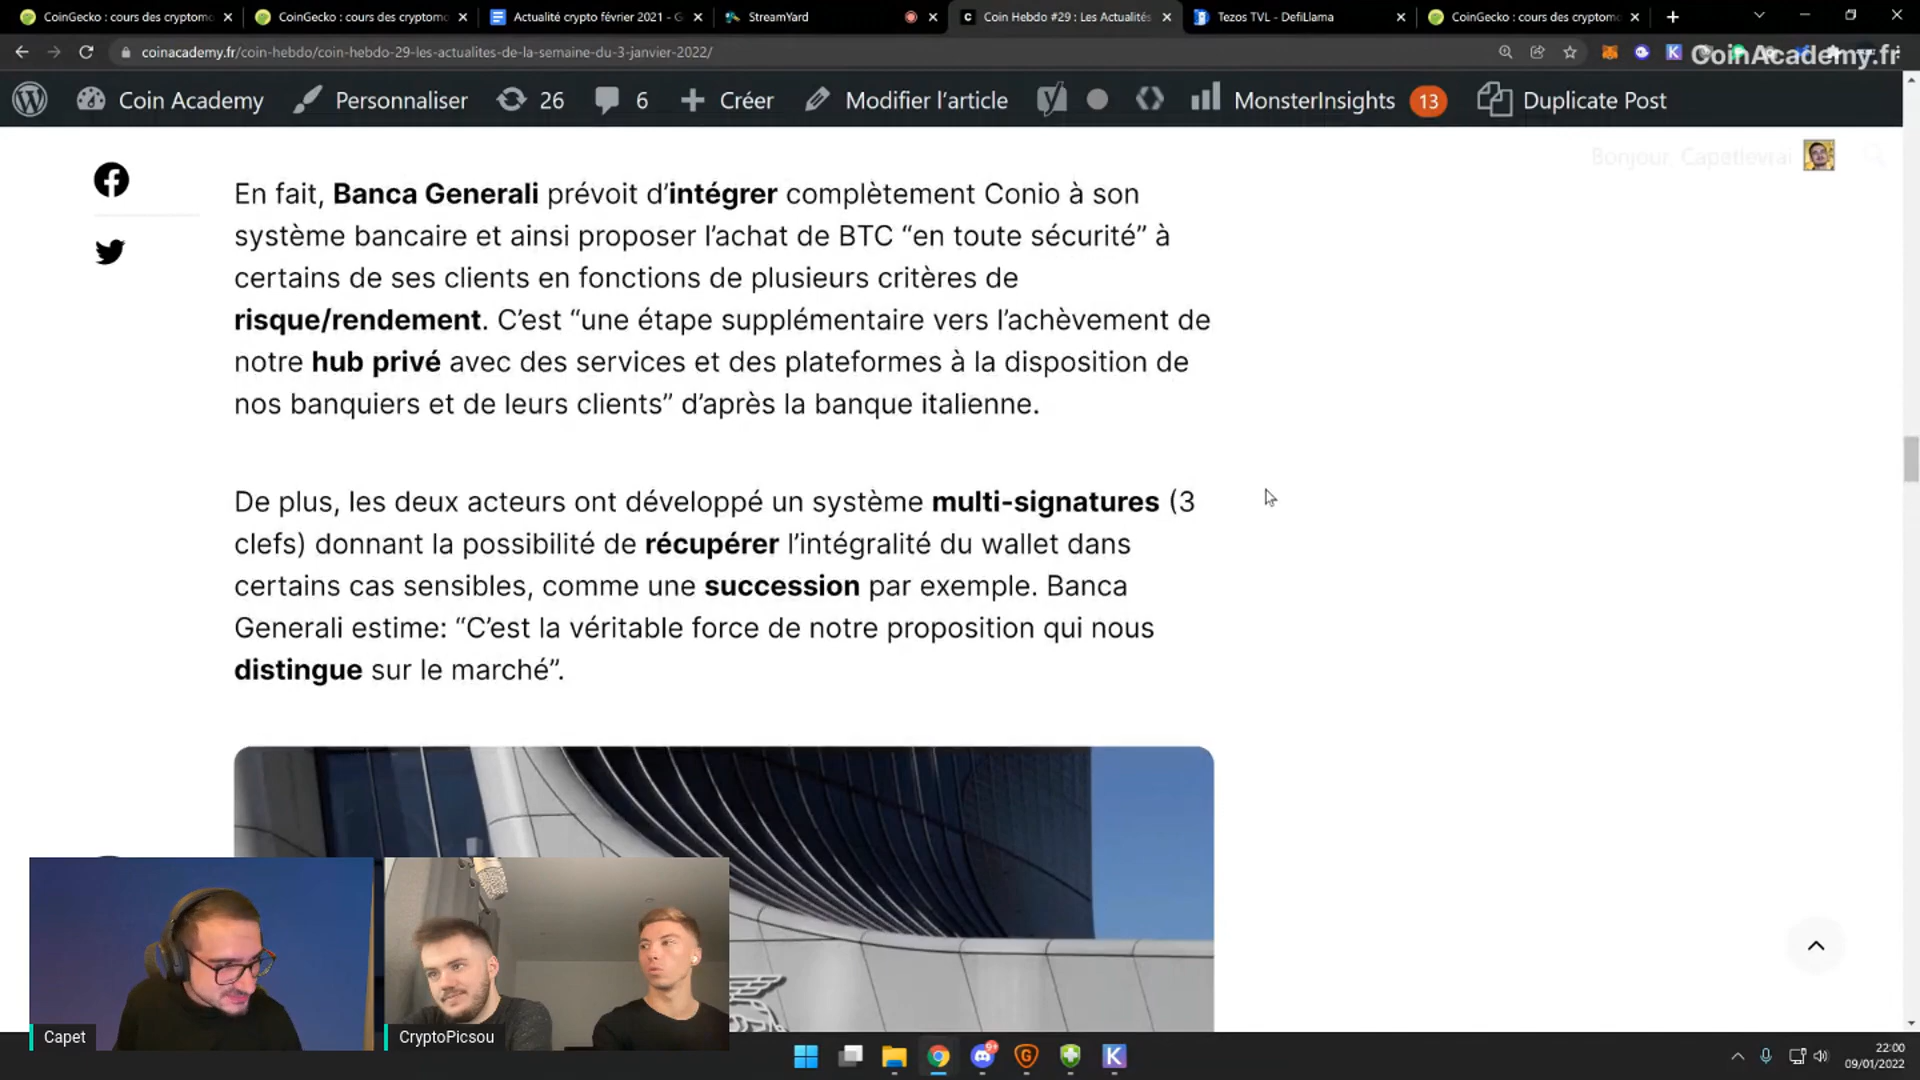 CoinGecko : cours des cryptomo
CoinGecko : cours des cryptomo
Actualité crypto février 2021 - G
StreamYard
Coin Hebdo #29 : Les Actualités
Tezos TVL - DefiLlama
CoinGecko : cours des cryptomo
coinacademy.fr/coin-hebdo/coin-hebdo-29-les-actualites-de-la-semaine-du-3-janvier-2022/
CoinAcademy.fr
Coin Academy
Personnaliser
26
6
Créer
Modifier l’article
MonsterInsights
13
Duplicate Post
Bonjour, Capetlevrai
En fait, Banca Generali prévoit d’intégrer complètement Conio à son
système bancaire et ainsi proposer l’achat de BTC “en toute sécurité” à
certains de ses clients en fonctions de plusieurs critères de
risque/rendement. C’est “une étape supplémentaire vers l’achèvement de
notre hub privé avec des services et des plateformes à la disposition de
nos banquiers et de leurs clients” d’après la banque italienne.
De plus, les deux acteurs ont développé un système multi-signatures (3
clefs) donnant la possibilité de récupérer l’intégralité du wallet dans
certains cas sensibles, comme une succession par exemple. Banca
Generali estime: “C’est la véritable force de notre proposition qui nous
distingue sur le marché”.
Capet
CryptoPicsou
22:00
09/01/2022